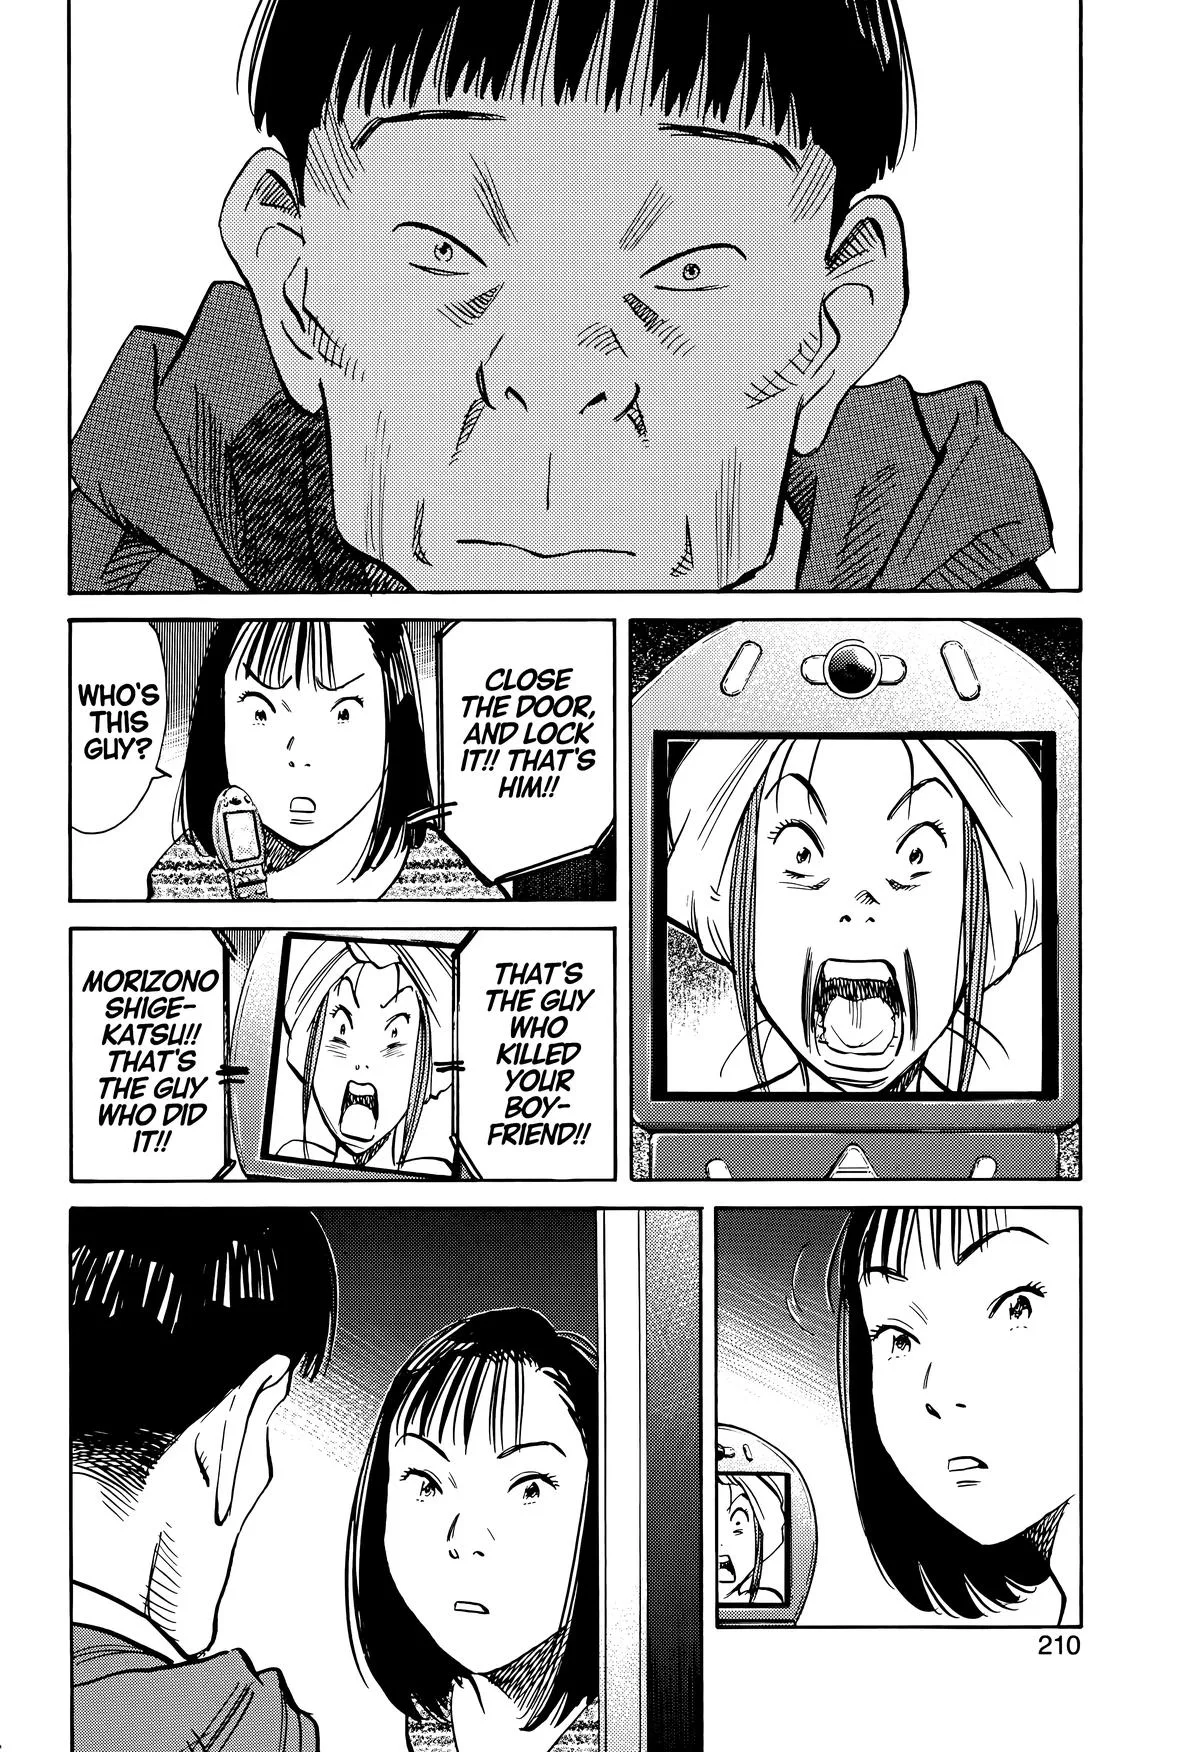 CLOSE
THE DOOR,
AND LOCK
IT!! THAT'S
HIM!!
WHO'S
THIS
GUY?
THAT'S
THE GUY
WHO
KILLED
YOUR
BOY-
FRIEND!!
MORIZONO
SHIGE-
KATSU!!
THAT'S
THE GUY
WHO DID
IT!!
210